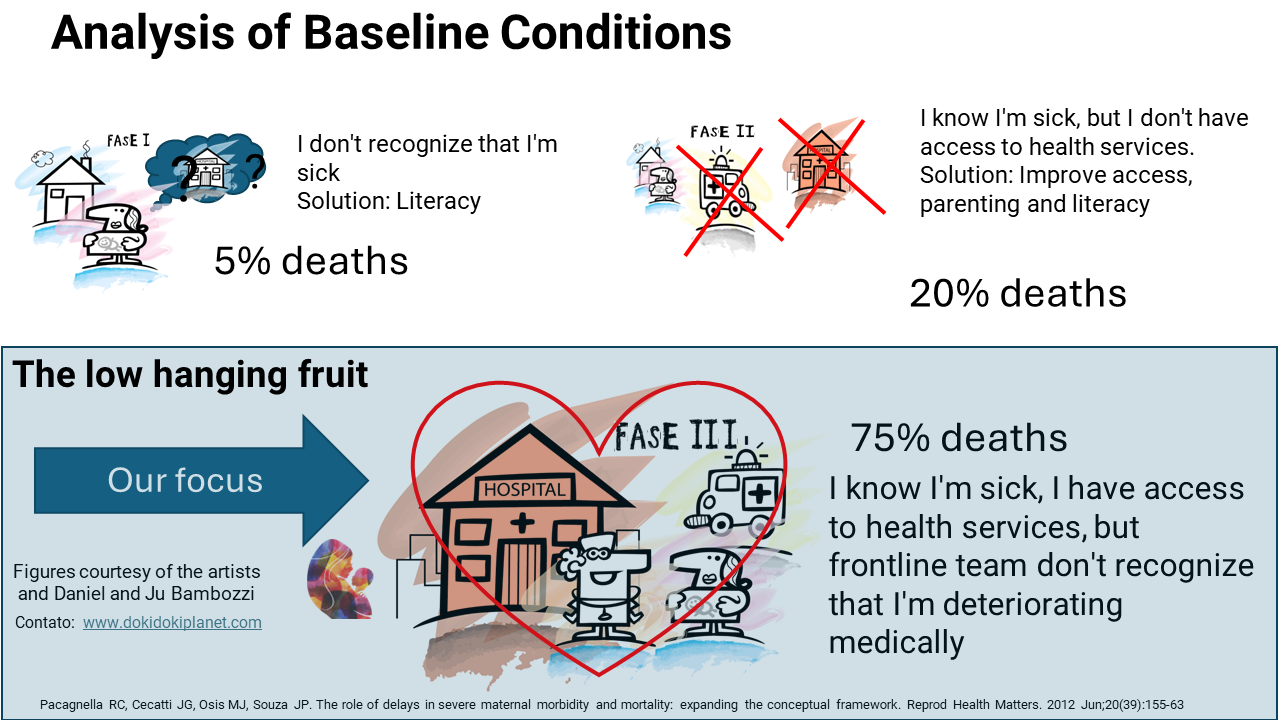 Analysis of Baseline Conditions
FASE I
? HOSPITAL ?
I don't recognize that I'm
sick
Solution: Literacy
5% deaths
FASE II
HOSPITAL
I know I'm sick, but I don't have
access to health services.
Solution: Improve access,
parenting and literacy
20% deaths
The low hanging fruit
Our focus
FASE III
HOSPITAL
75% deaths
I know I'm sick, I have access
to health services, but
frontline team don't recognize
that I'm deteriorating
medically
Figures courtesy of the artists
and Daniel and Ju Bambozzi
Contato: www.dokidokiplanet.com
Pacagnella RC, Cecatti JG, Osis MJ, Souza JP. The role of delays in severe maternal morbidity and mortality: expanding the conceptual framework. Reprod Health Matters. 2012 Jun;20(39):155-63